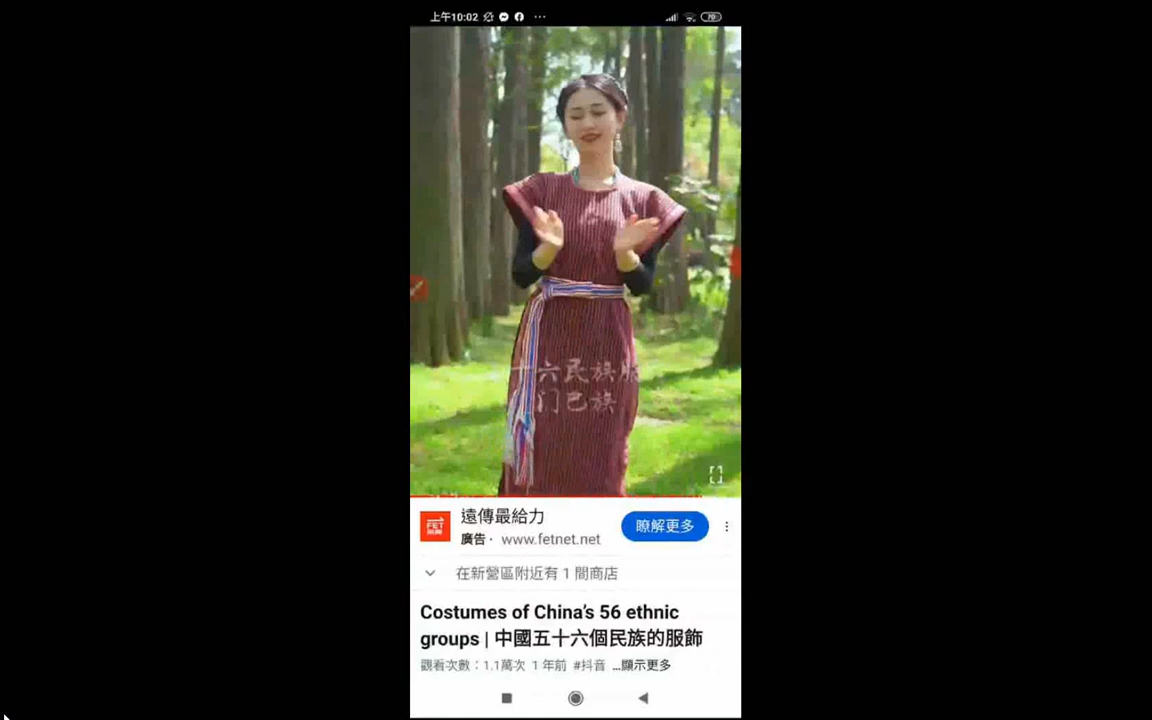 上午10:02
70
十六民族服
门巴族
FET
遠傳最給力
廣告 · www.fetnet.net
瞭解更多
在新營區附近有 1 間商店
Costumes of China's 56 ethnic
groups | 中國五十六個民族的服飾
觀看次數：1.1萬次 1 年前 #抖音 ...顯示更多